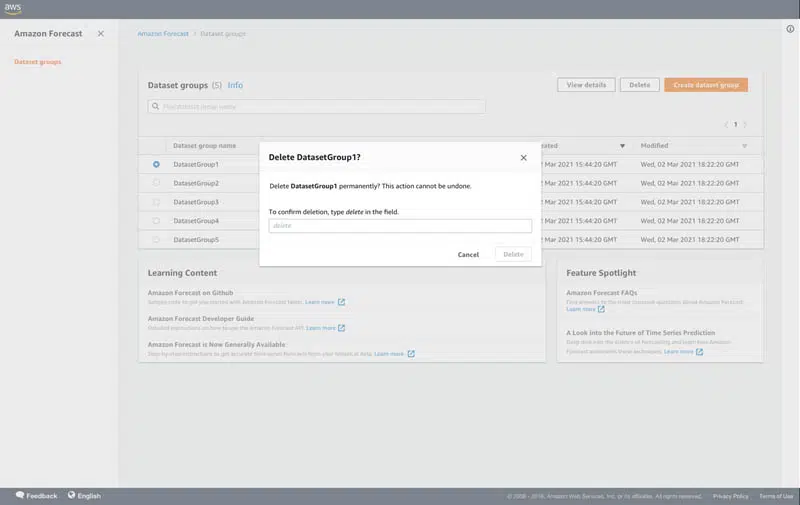 aws
Amazon Forecast
Amazon Forecast > Dataset groups
Dataset groups
Dataset groups (5) Info
View details
Delete
Create dataset group
Find dataset group name
1
Dataset group name
Created
Modified
DatasetGroup1
Mar 2021 15:44:20 GMT
Wed, 02 Mar 2021 18:22:20 GMT
DatasetGroup2
Mar 2021 15:44:20 GMT
Wed, 02 Mar 2021 18:22:20 GMT
DatasetGroup3
Mar 2021 15:44:20 GMT
Wed, 02 Mar 2021 18:22:20 GMT
DatasetGroup4
Mar 2021 15:44:20 GMT
Wed, 02 Mar 2021 18:22:20 GMT
DatasetGroup5
Mar 2021 15:44:20 GMT
Wed, 02 Mar 2021 18:22:20 GMT
Delete DatasetGroup1?
Delete DatasetGroup1 permanently? This action cannot be undone.
To confirm deletion, type delete in the field.
delete
Cancel
Delete
Learning Content
Amazon Forecast on Github
Sample code to get you started with Amazon Forecast faster. Learn more
Amazon Forecast Developer Guide
Detailed instructions on how to use the Amazon Forecast API. Learn more
Amazon Forecast is Now Generally Available
Step-by-step instructions to get accurate time-series forecasts from your historical data. Learn more
Feature Spotlight
Amazon Forecast FAQs
Find answers to the most common questions about Amazon Forecast.
Learn more
A Look Into the Future of Time Series Prediction
Deep dive into the science of forecasting and learn how Amazon
Forecast automates these techniques. Learn more
Feedback
English
© 2008 - 2016, Amazon Web Services, Inc. or its affiliates. All rights reserved.
Privacy Policy
Terms of Use